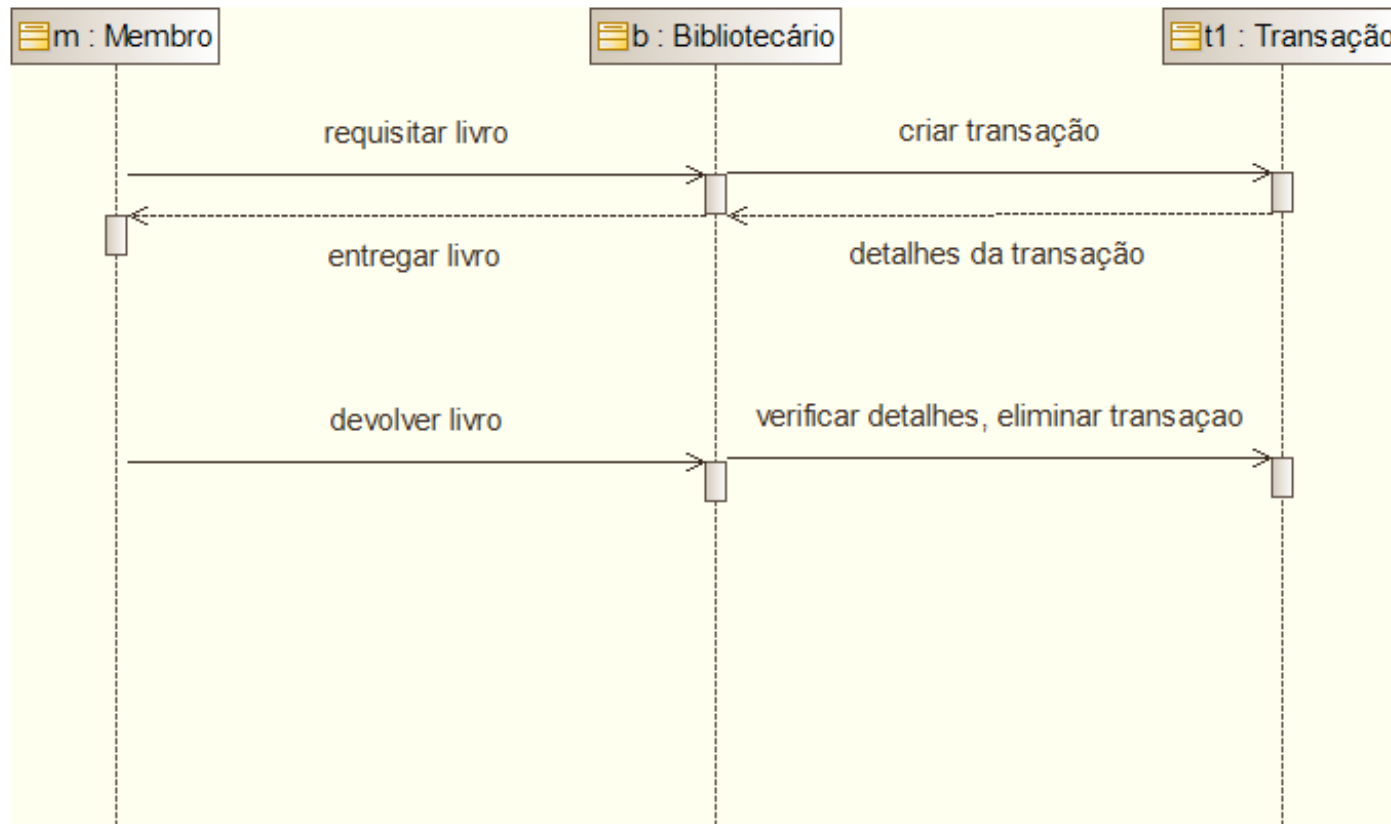 m : Membro
b : Bibliotecário
t1 : Transação
requisitar livro
criar transação
entregar livro
detalhes da transação
devolver livro
verificar detalhes, eliminar transaçao